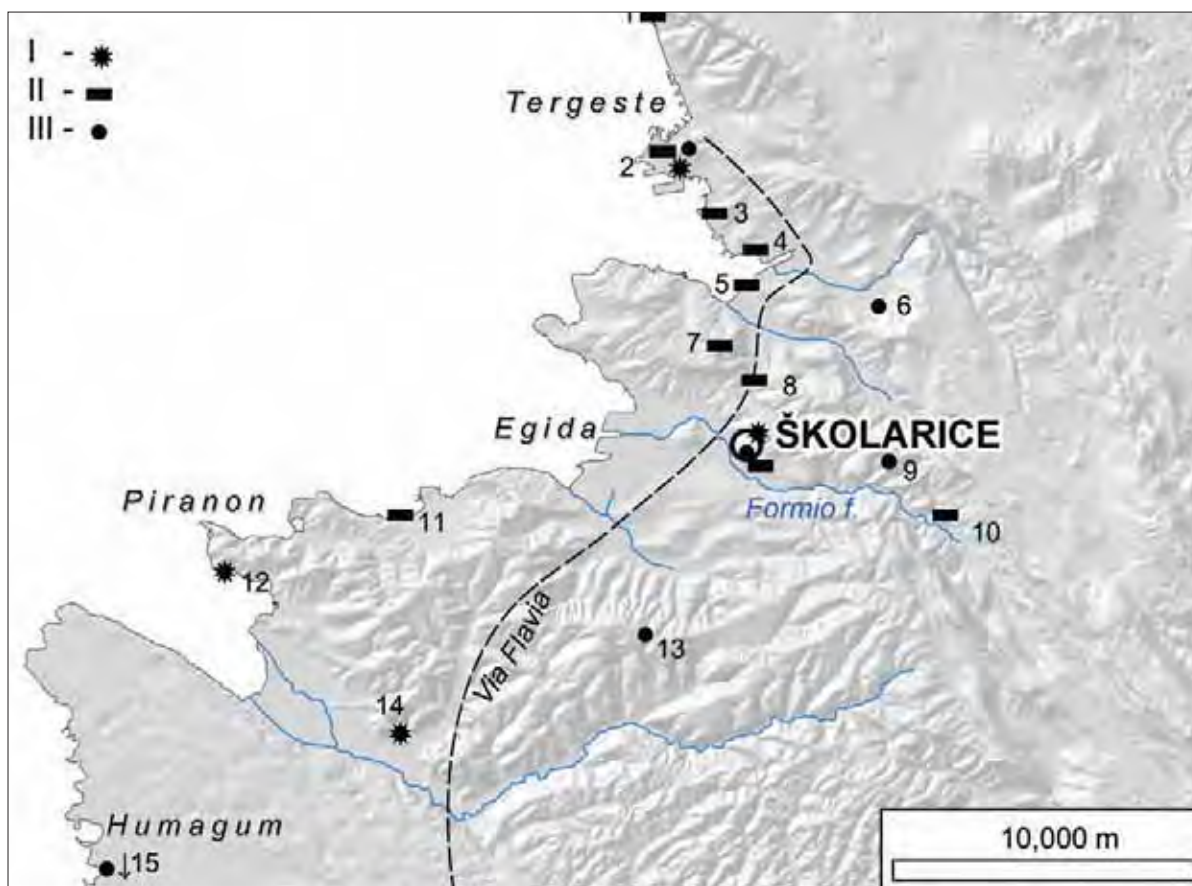 I -
II -
III -
1
Tergeste
2
3
4
5
6
7
8
Egida
ŠKOLARICE
9
Piranon
11
Formio f.
10
12
Via Flavia
13
14
Humagum
↓15
10,000 m